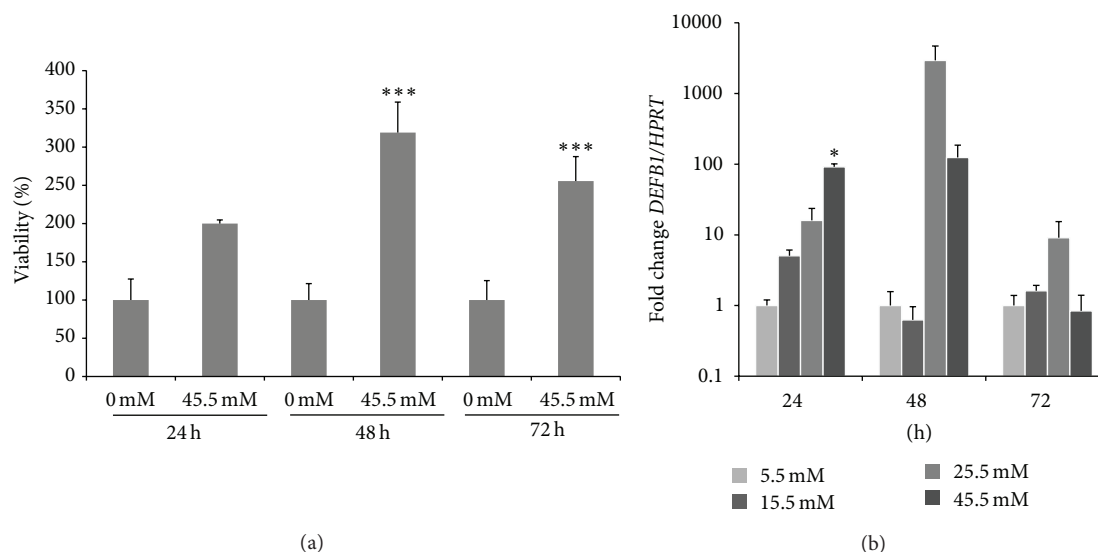 400
350
300
250
200
150
100
50
0
Viability (%)
***
***
0 mM 45.5 mM 0 mM 45.5 mM 0 mM 45.5 mM
24 h 48 h 72 h
(a)
10000
1000
100
10
1
0.1
Fold change DEFB1/HPRT
*
24 48 72
(h)
5.5 mM 25.5 mM
15.5 mM 45.5 mM
(b)